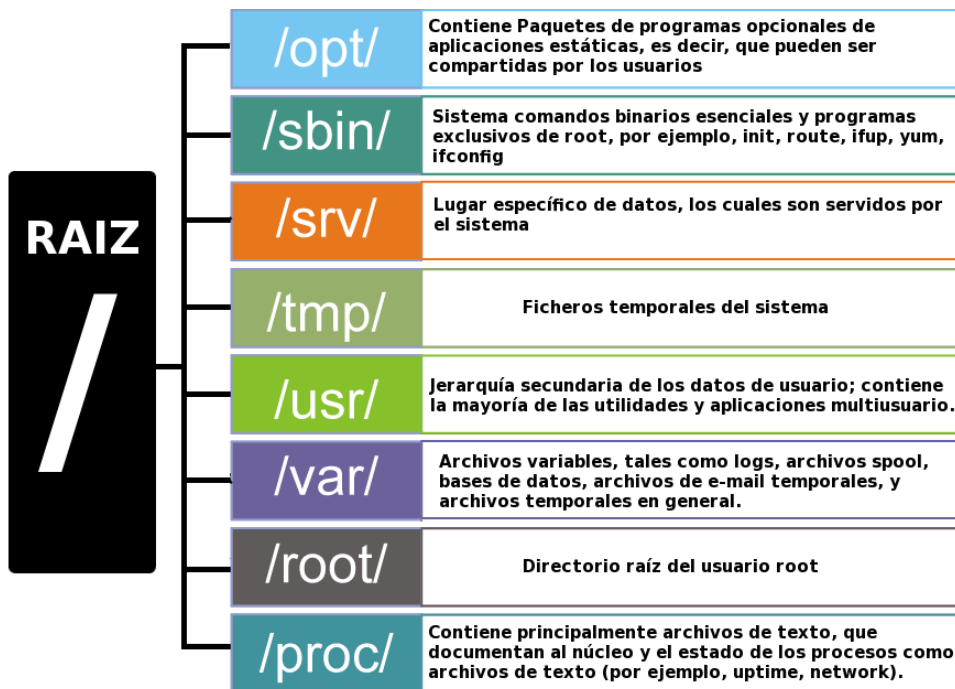 RAIZ
/
/opt/
Contiene Paquetes de programas opcionales de
aplicaciones estáticas, es decir, que pueden ser
compartidas por los usuarios
/sbin/
Sistema comandos binarios esenciales y programas
exclusivos de root, por ejemplo, init, route, ifup, yum,
ifconfig
/srv/
Lugar específico de datos, los cuales son servidos por
el sistema
/tmp/
Ficheros temporales del sistema
/usr/
Jerarquía secundaria de los datos de usuario; contiene
la mayoría de las utilidades y aplicaciones multiusuario.
/var/
Archivos variables, tales como logs, archivos spool,
bases de datos, archivos de e-mail temporales, y
archivos temporales en general.
/root/
Directorio raíz del usuario root
/proc/
Contiene principalmente archivos de texto, que
documentan al núcleo y el estado de los procesos como
archivos de texto (por ejemplo, uptime, network).